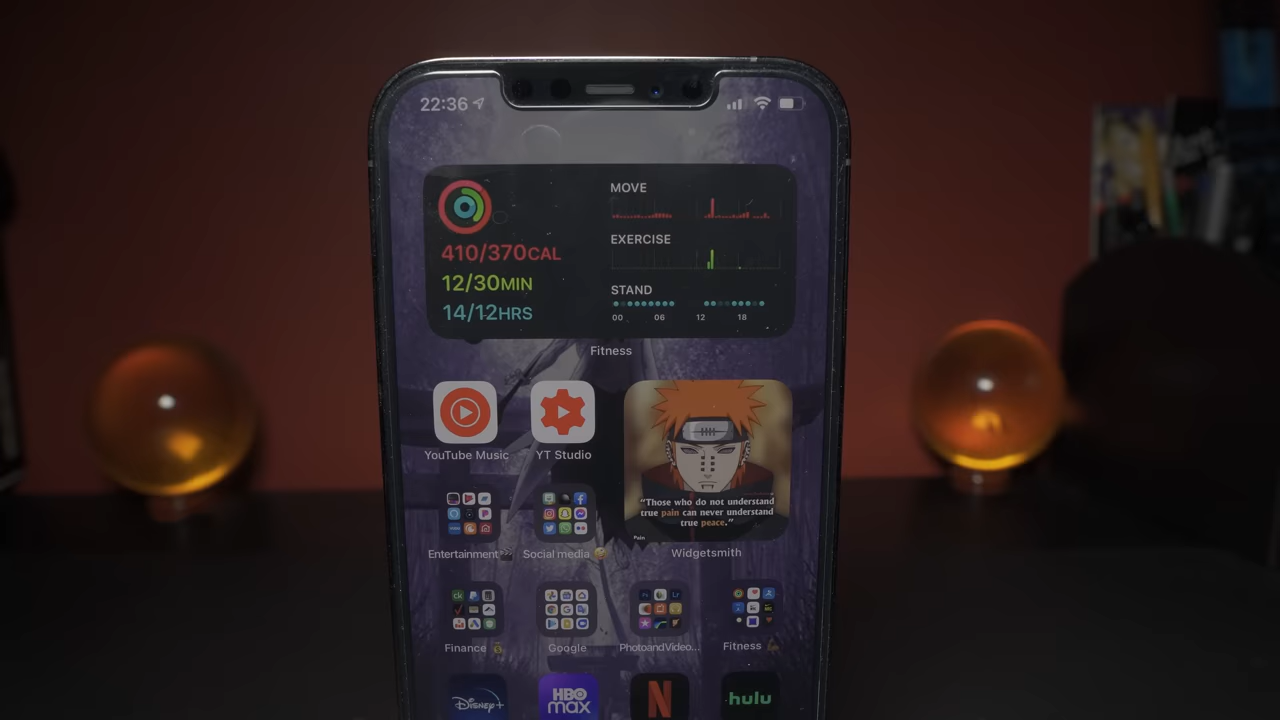 22:36
MOVE
410/370CAL
EXERCISE
12/30MIN
STAND
14/12HRS
00 06 12 18
Fitness
YouTube Music
YT Studio
"Those who do not understand
true pain can never understand
true peace."
Pain
Widgetsmith
Entertainment
Social media
Finance
Google
PhotoandVideo...
Fitness
Disney+
HBO
max
N
hulu